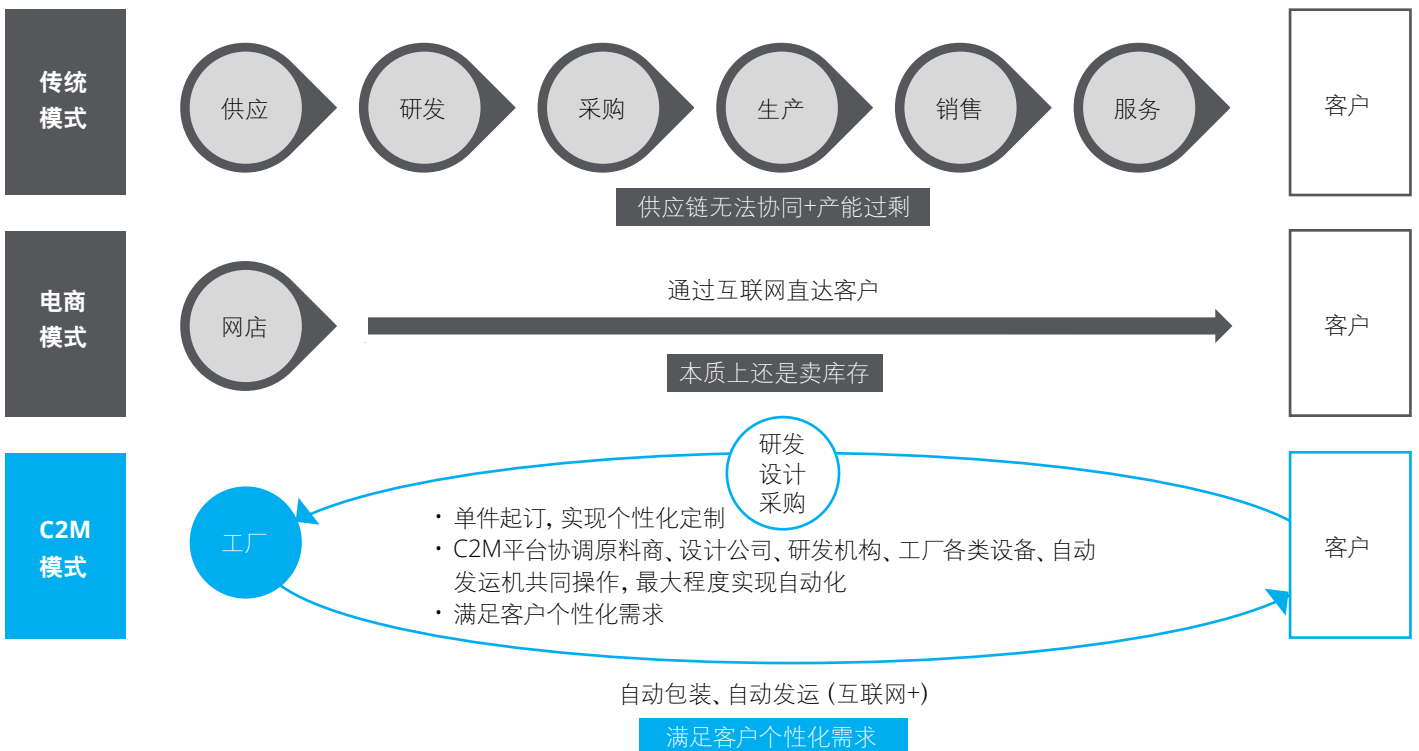 传统
模式
供应
研发
采购
生产
销售
服务
客户
供应链无法协同+产能过剩
电商
模式
网店
通过互联网直达客户
本质上还是卖库存
客户
C2M
模式
工厂
研发
设计
采购
· 单件起订，实现个性化定制
· C2M平台协调原料商、设计公司、研发机构、工厂各类设备、自动
发运机共同操作，最大程度实现自动化
· 满足客户个性化需求
客户
自动包装、自动发运 (互联网+)
满足客户个性化需求